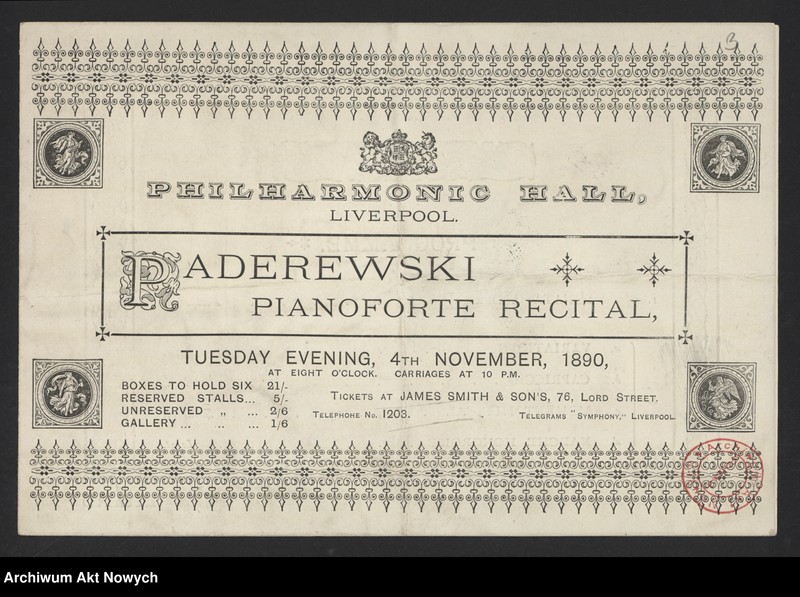 3
PHILHARMONIC HALL,
LIVERPOOL.
PADEREWSKI
PIANOFORTE RECITAL,
TUESDAY EVENING, 4TH NOVEMBER, 1890,
AT EIGHT O'CLOCK. CARRIAGES AT 10 P.M.
BOXES TO HOLD SIX 21/-
RESERVED STALLS... 5/-
UNRESERVED „ ... 2/6
GALLERY ... .. ... 1/6
TICKETS AT JAMES SMITH & SON'S, 76, LORD STREET.
TELEPHONE No. 1203. TELEGRAMS "SYMPHONY," LIVERPOOL.
Archiwum Akt Nowych